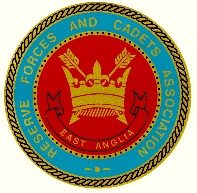 RESERVE FORCES AND CADETS ASSOCIATION
EAST ANGLIA